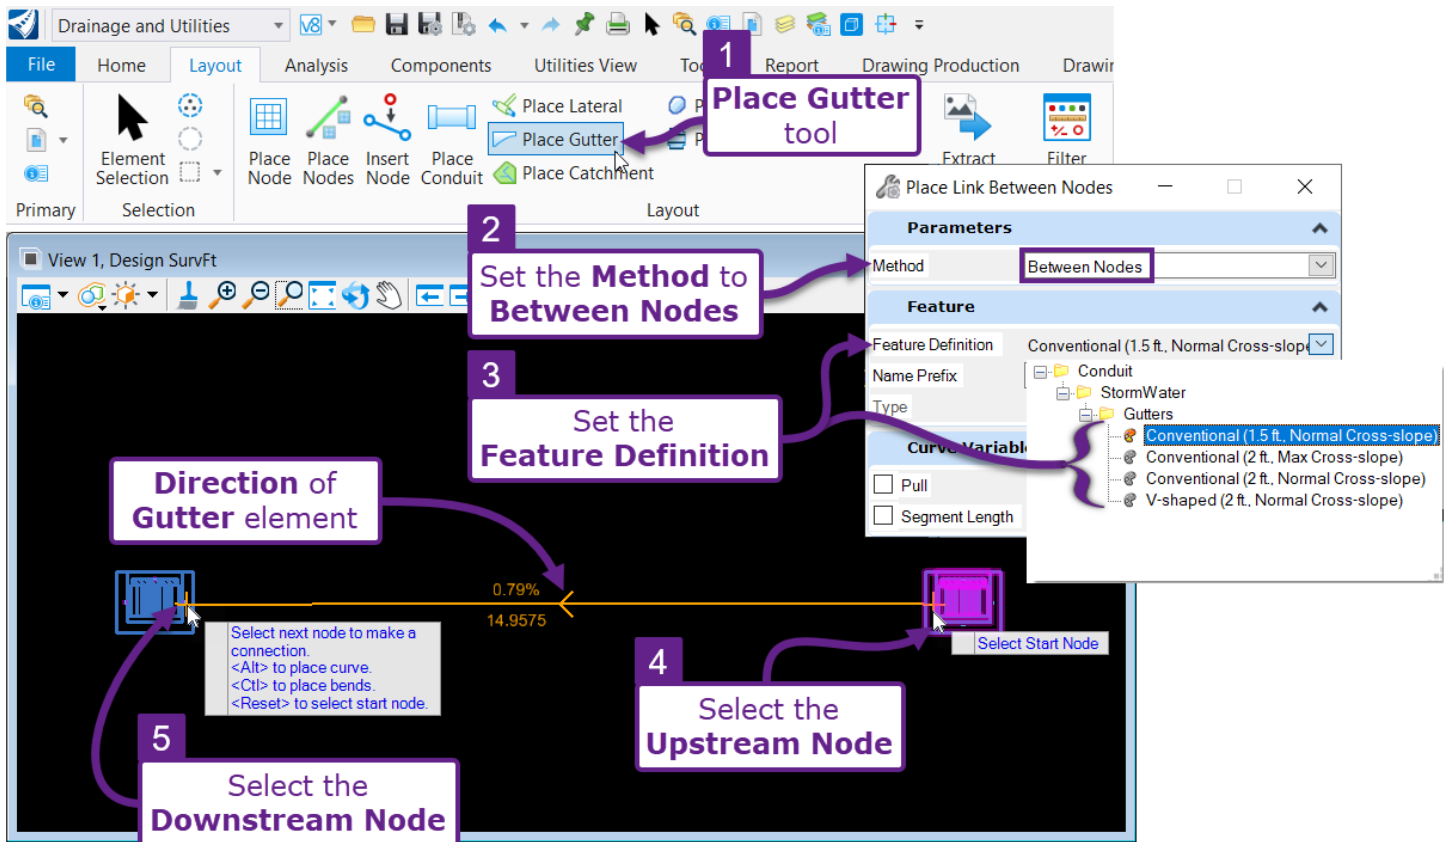 Drainage and Utilities
V8
File Home Layout Analysis Components Utilities View Report Drawing Production
1
Place Gutter
tool
Place Lateral
Place Gutter
Place Catchment
Element
Selection
Place
Node
Place
Nodes
Insert
Node
Place
Conduit
Extract
Filter
Primary Selection Layout
Place Link Between Nodes
Parameters
Method Between Nodes
Feature
Feature Definition Conventional (1.5 ft., Normal Cross-slope
Name Prefix
Type
Conduit
StormWater
Gutters
Conventional (1.5 ft., Normal Cross-slope)
Conventional (2 ft., Max Cross-slope)
Conventional (2 ft., Normal Cross-slope)
V-shaped (2 ft., Normal Cross-slope)
Curve Variabl
Pull
Segment Length
View 1, Design SurvFt
2
Set the Method to
Between Nodes
3
Set the
Feature Definition
Direction of
Gutter element
0.79%
14.9575
Select next node to make a
connection.
<Alt> to place curve.
<Ctl> to place bends.
<Reset> to select start node.
Select Start Node
4
Select the
Upstream Node
5
Select the
Downstream Node